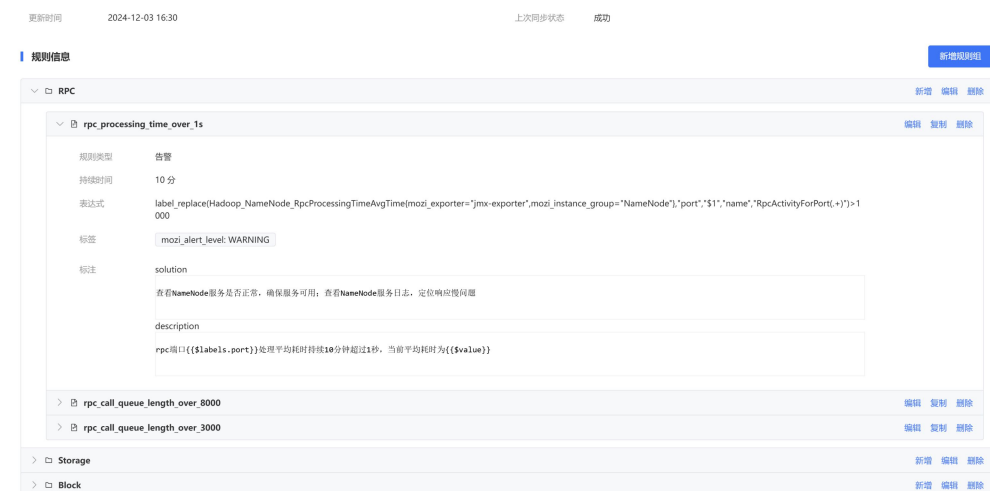 更新时间 2024-12-03 16:30 上次同步状态 成功
规则信息 新增规则组
RPC 新增 编辑 删除
rpc_processing_time_over_1s 编辑 复制 删除
规则类型 告警
持续时间 10 分
表达式 label_replace(Hadoop_NameNode_RpcProcessingTimeAvgTime{mozi_exporter="jmx-exporter",mozi_instance_group="NameNode"},"port","$1","name","RpcActivityForPort(.+)")>1
000
标签 mozi_alert_level: WARNING
标注 solution
查看NameNode服务是否正常，确保服务可用；查看NameNode服务日志，定位响应慢问题
description
rpc端口{{$labels.port}}处理平均耗时持续10分钟超过1秒，当前平均耗时为{{$value}}
rpc_call_queue_length_over_8000 编辑 复制 删除
rpc_call_queue_length_over_3000 编辑 复制 删除
Storage 新增 编辑 删除
Block 新增 编辑 删除